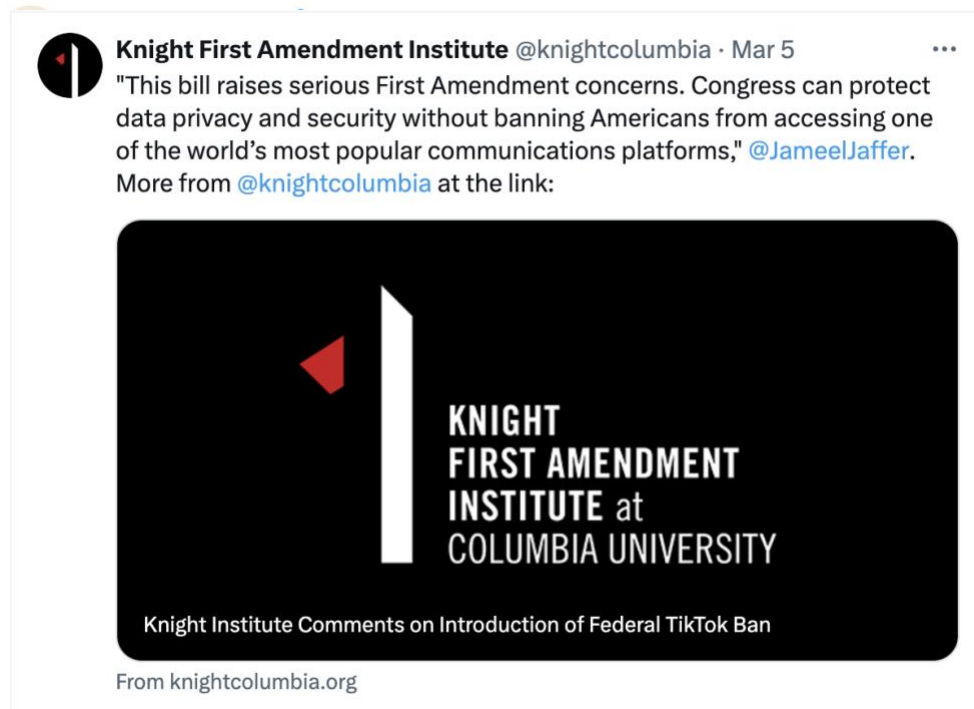 Knight First Amendment Institute @knightcolumbia · Mar 5
"This bill raises serious First Amendment concerns. Congress can protect
data privacy and security without banning Americans from accessing one
of the world’s most popular communications platforms," @JameelJaffer.
More from @knightcolumbia at the link:
KNIGHT
FIRST AMENDMENT
INSTITUTE at
COLUMBIA UNIVERSITY
Knight Institute Comments on Introduction of Federal TikTok Ban
From knightcolumbia.org